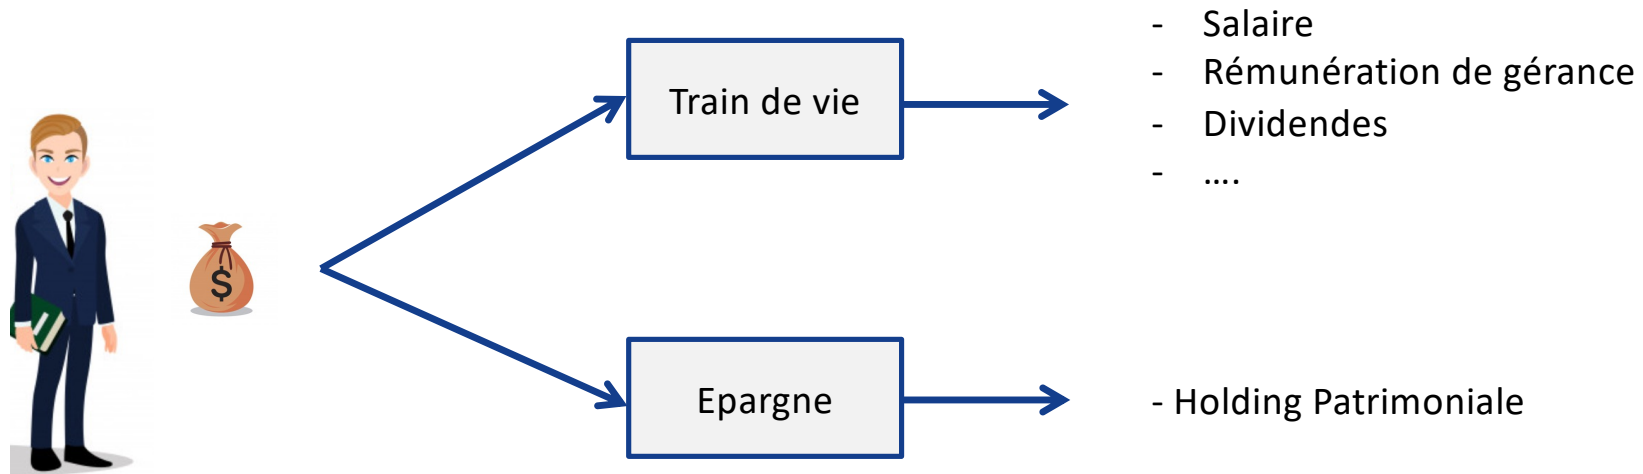 - Salaire
- Rémunération de gérance
- Dividendes
- ....
Train de vie
$
Epargne
- Holding Patrimoniale